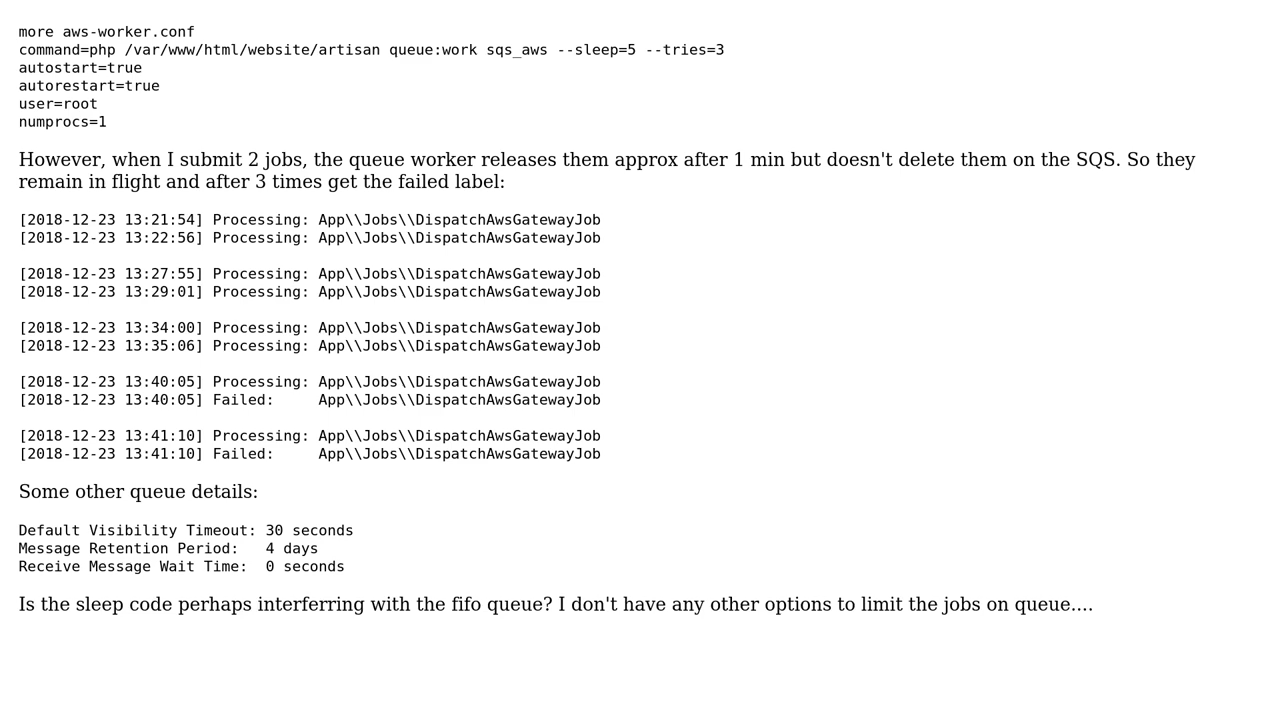 more aws-worker.conf
command=php /var/www/html/website/artisan queue:work sqs_aws --sleep=5 --tries=3
autostart=true
autorestart=true
user=root
numprocs=1
However, when I submit 2 jobs, the queue worker releases them approx after 1 min but doesn't delete them on the SQS. So they
remain in flight and after 3 times get the failed label:
[2018-12-23 13:21:54] Processing: App\\Jobs\\DispatchAwsGatewayJob
[2018-12-23 13:22:56] Processing: App\\Jobs\\DispatchAwsGatewayJob
[2018-12-23 13:27:55] Processing: App\\Jobs\\DispatchAwsGatewayJob
[2018-12-23 13:29:01] Processing: App\\Jobs\\DispatchAwsGatewayJob
[2018-12-23 13:34:00] Processing: App\\Jobs\\DispatchAwsGatewayJob
[2018-12-23 13:35:06] Processing: App\\Jobs\\DispatchAwsGatewayJob
[2018-12-23 13:40:05] Processing: App\\Jobs\\DispatchAwsGatewayJob
[2018-12-23 13:40:05] Failed:     App\\Jobs\\DispatchAwsGatewayJob
[2018-12-23 13:41:10] Processing: App\\Jobs\\DispatchAwsGatewayJob
[2018-12-23 13:41:10] Failed:     App\\Jobs\\DispatchAwsGatewayJob
Some other queue details:
Default Visibility Timeout: 30 seconds
Message Retention Period:   4 days
Receive Message Wait Time:  0 seconds
Is the sleep code perhaps interferring with the fifo queue? I don't have any other options to limit the jobs on queue....